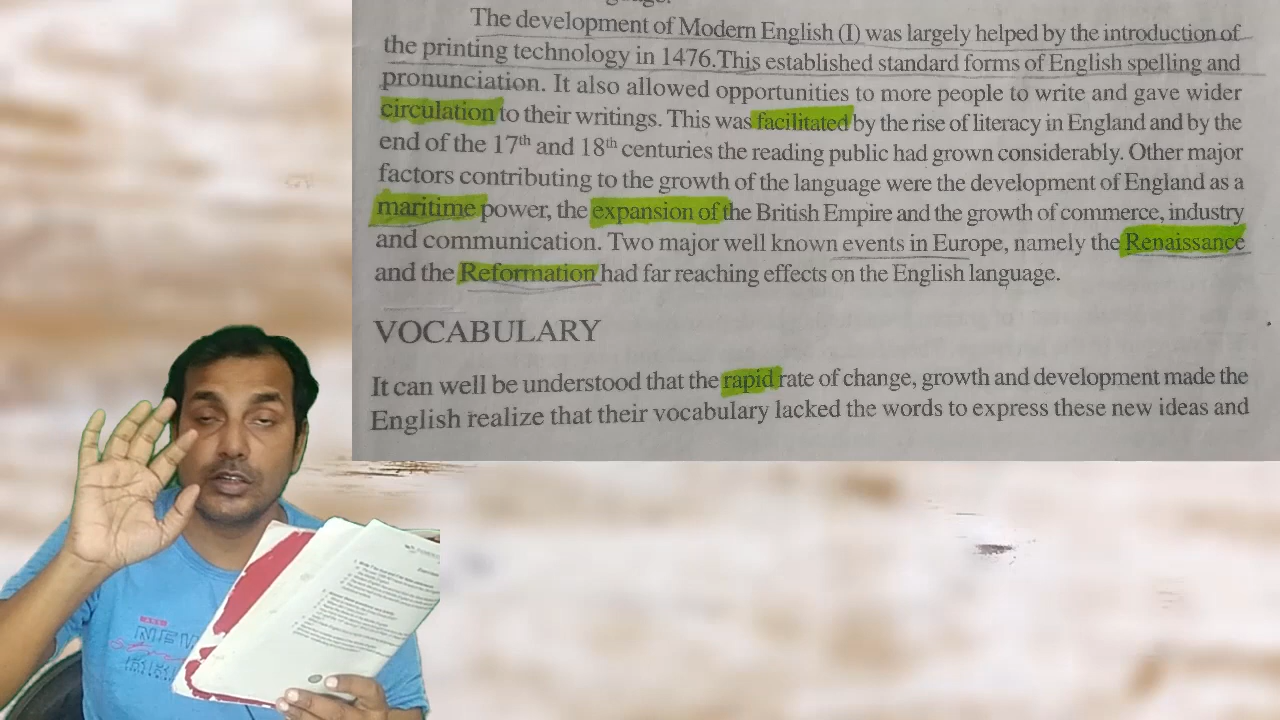 The development of Modern English (I) was largely helped by the introduction of
the printing technology in 1476.This established standard forms of English spelling and
pronunciation. It also allowed opportunities to more people to write and gave wider
circulation to their writings. This was facilitated by the rise of literacy in England and by the
end of the 17th and 18th centuries the reading public had grown considerably. Other major
factors contributing to the growth of the language were the development of England as a
maritime power, the expansion of the British Empire and the growth of commerce, industry
and communication. Two major well known events in Europe, namely the Renaissance
and the Reformation had far reaching effects on the English language.
VOCABULARY
It can well be understood that the rapid rate of change, growth and development made the
English realize that their vocabulary lacked the words to express these new ideas and